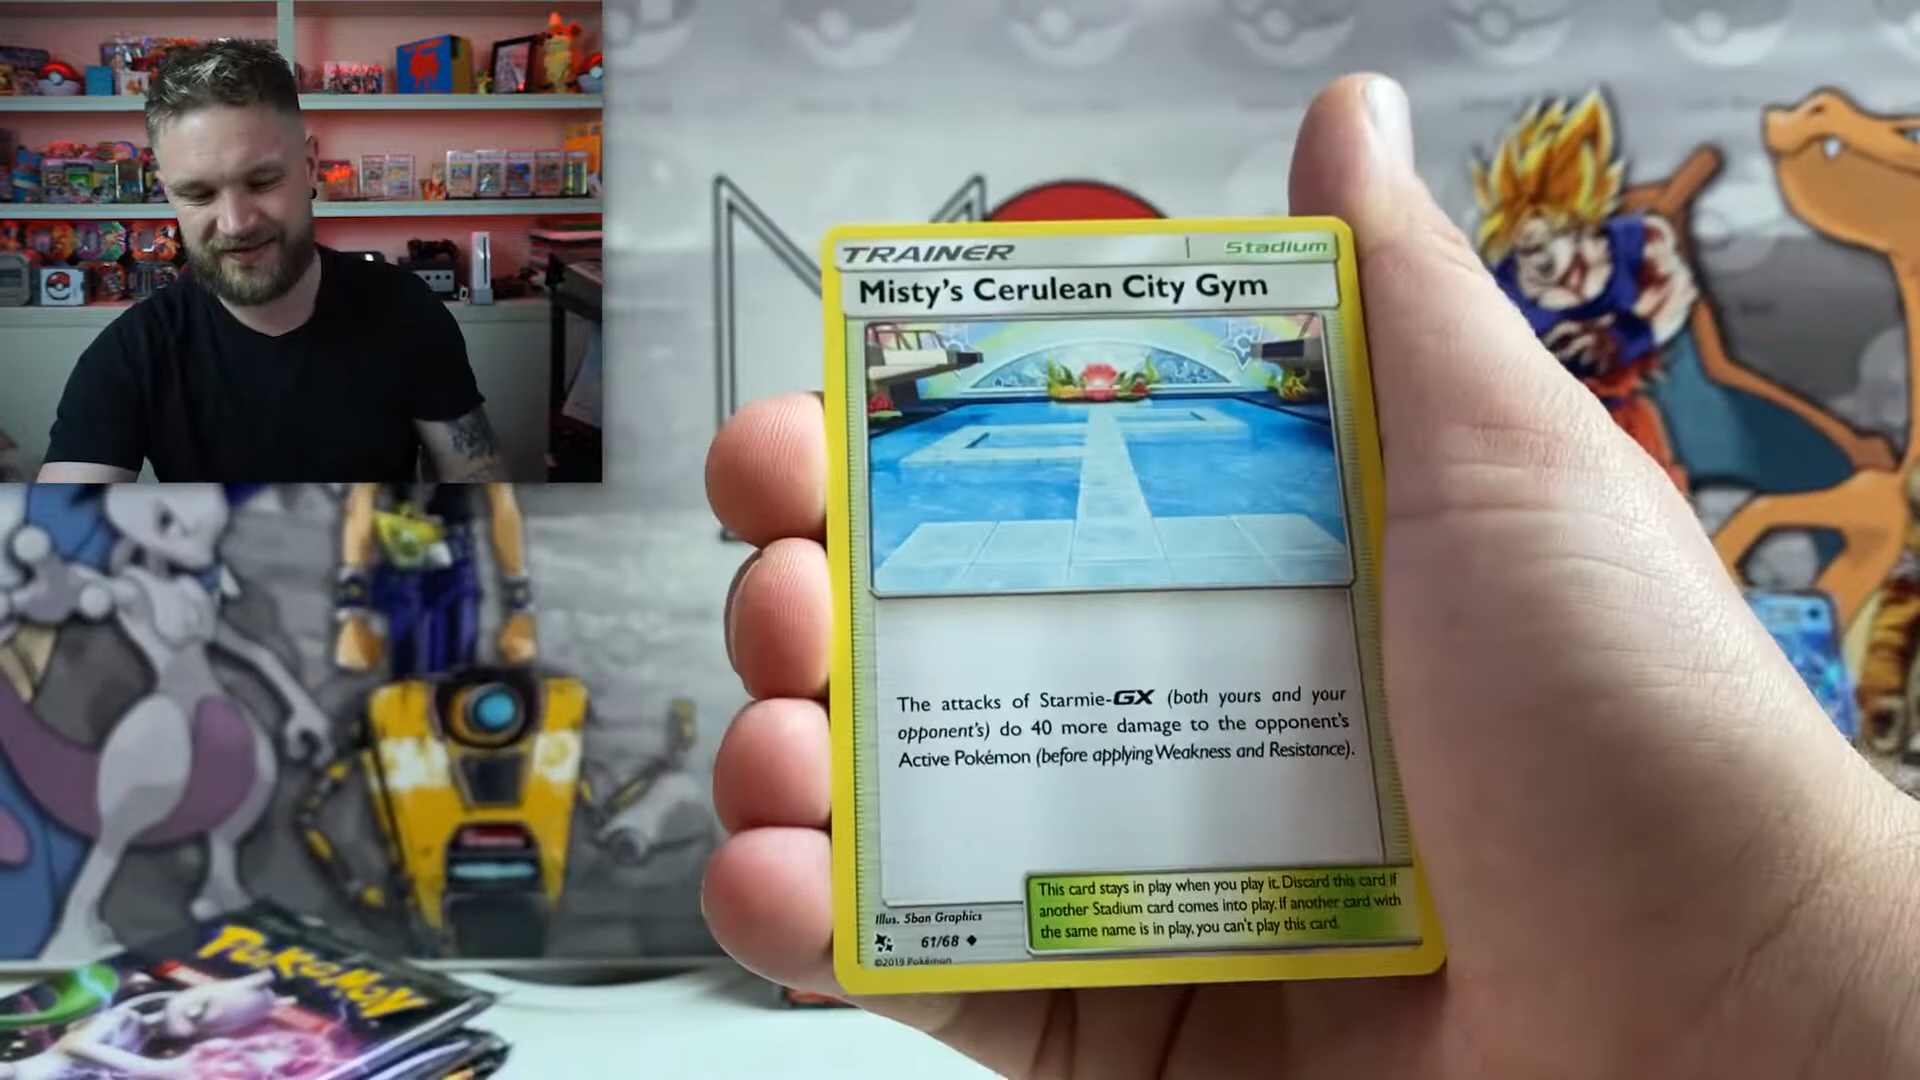 TRAINER
Stadium
Misty's Cerulean City Gym
The attacks of Starmie-GX (both yours and your
opponent's) do 40 more damage to the opponent's
Active Pokémon (before applying Weakness and Resistance).
This card stays in play when you play it. Discard this card if
another Stadium card comes into play. If another card with
the same name is in play, you can't play this card.
Illus. Sban Graphics
61/68
©2019 Pokémon
POKéMON